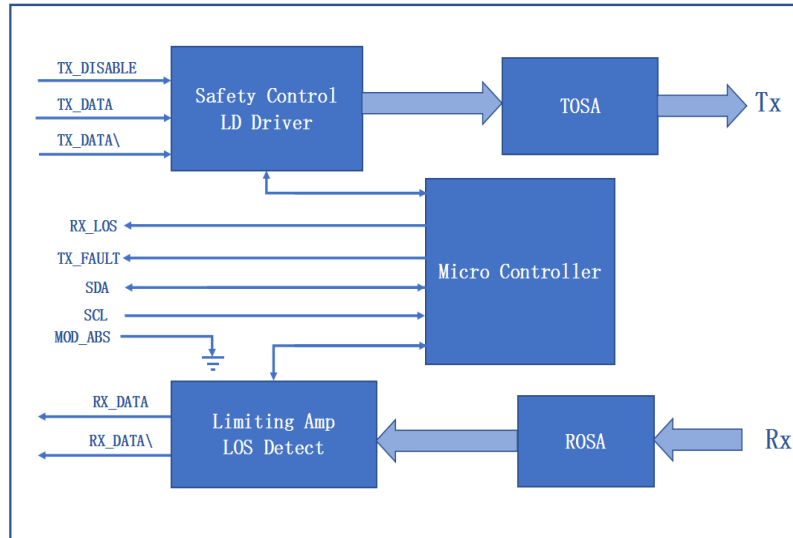 TX_DISABLE
TX_DATA
TX_DATA\
Safety Control
LD Driver
TOSA
Tx
RX_LOS
TX_FAULT
SDA
SCL
MOD_ABS
Micro Controller
RX_DATA
RX_DATA\
Limiting Amp
LOS Detect
ROSA
Rx